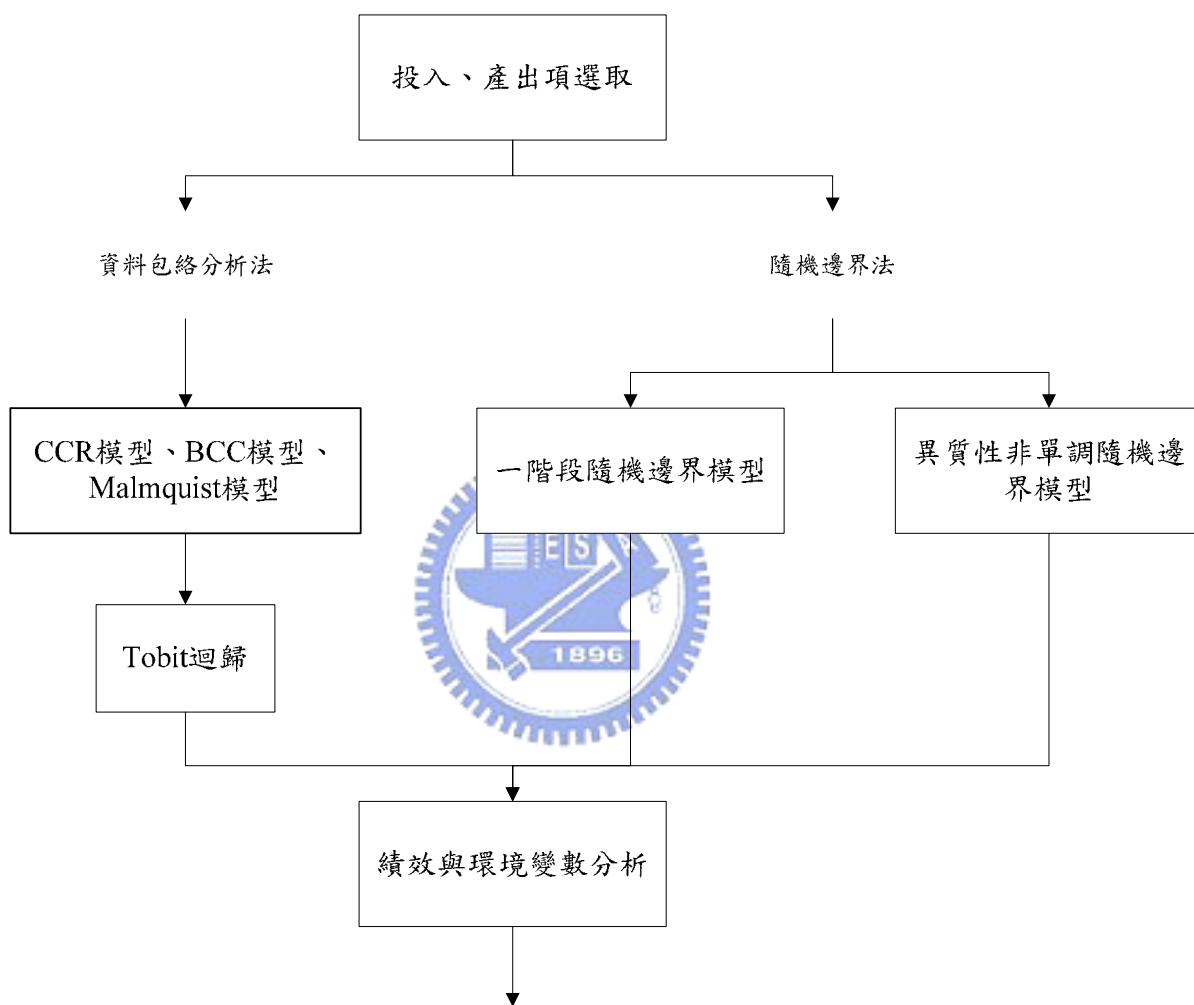 投入、產出項選取
資料包絡分析法
隨機邊界法
CCR模型、BCC模型、
Malmquist模型
一階段隨機邊界模型
異質性非單調隨機邊
界模型
ES
1896
Tobit迴歸
績效與環境變數分析